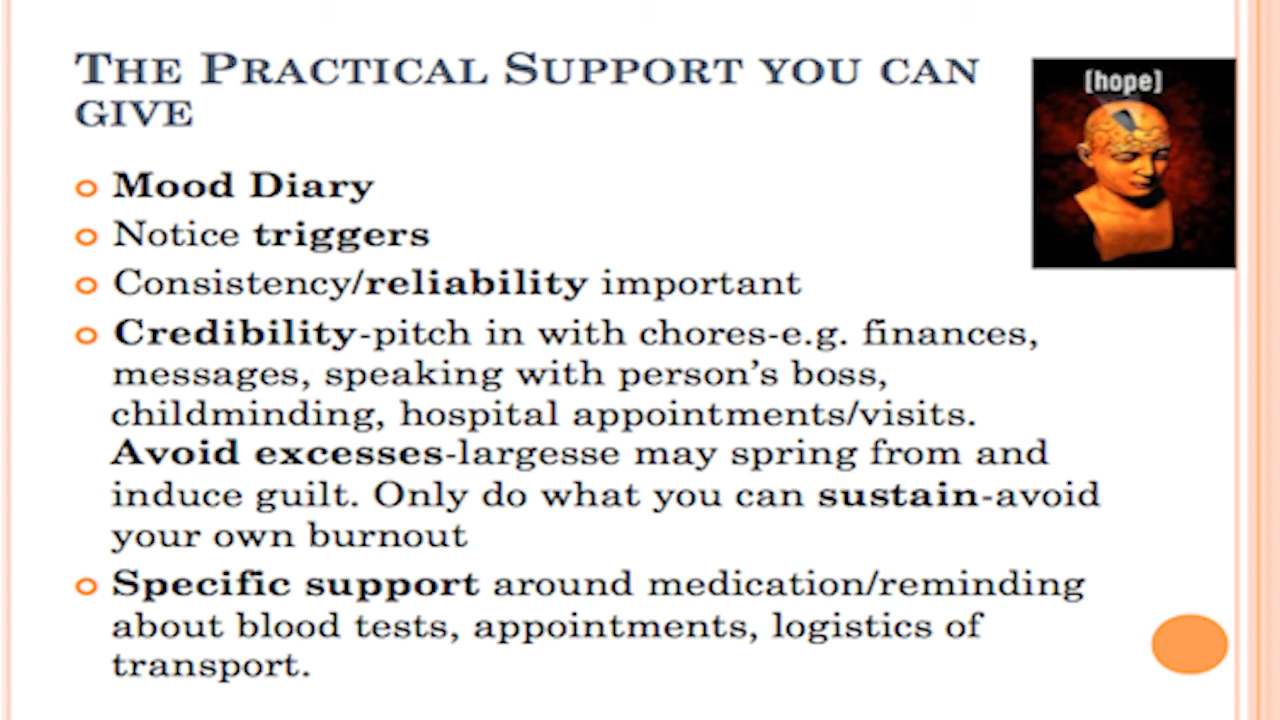 The Practical Support you can
give
[hope]
Mood Diary
Notice triggers
Consistency/reliability important
Credibility-pitch in with chores-e.g. finances,
messages, speaking with person's boss,
childminding, hospital appointments/visits.
Avoid excesses-largesse may spring from and
induce guilt. Only do what you can sustain-avoid
your own burnout
Specific support around medication/reminding
about blood tests, appointments, logistics of
transport.